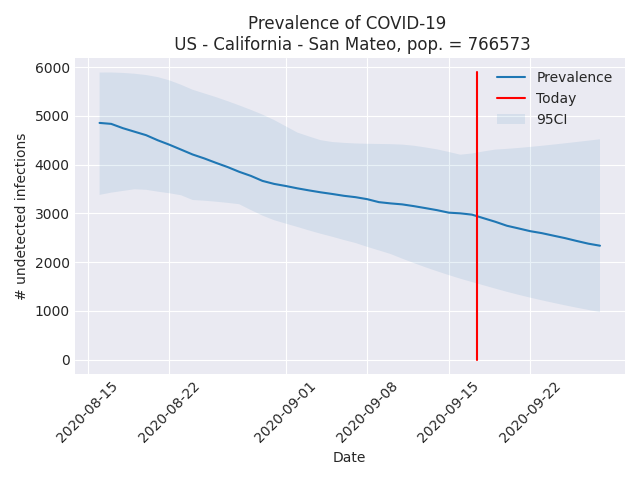 Prevalence of COVID-19
US - California - San Mateo, pop. = 766573
Prevalence
Today
95CI
# undetected infections
6000
5000
4000
3000
2000
1000
0
2020-08-15
2020-08-22
2020-09-01
2020-09-08
2020-09-15
2020-09-22
Date